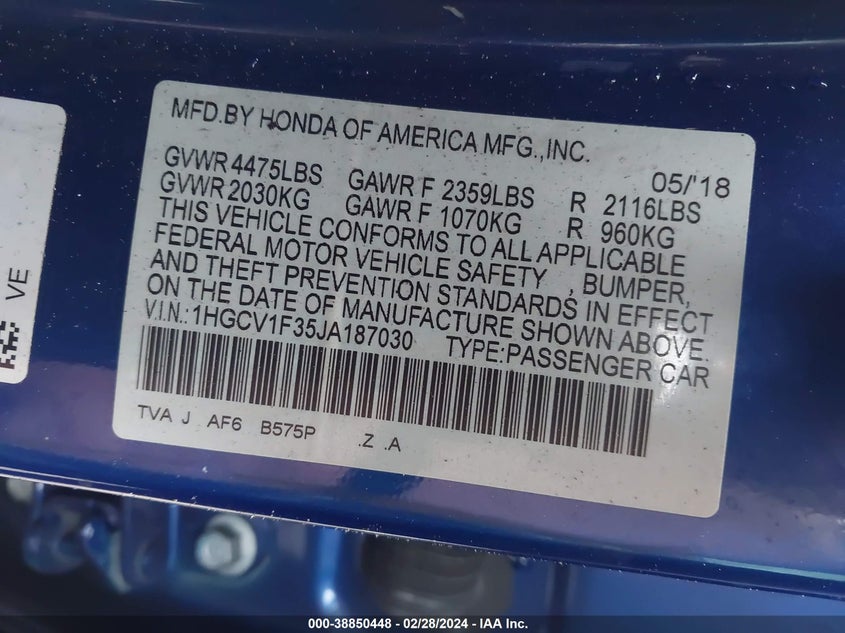 MFD.BY HONDA OF AMERICA MFG.,INC.
05/'18
GVWR 4475LBS GAWR F 2359LBS R 2116LBS
GVWR 2030KG GAWR F 1070KG R 960KG
THIS VEHICLE CONFORMS TO ALL APPLICABLE
FEDERAL MOTOR VEHICLE SAFETY , BUMPER,
AND THEFT PREVENTION STANDARDS IN EFFECT
ON THE DATE OF MANUFACTURE SHOWN ABOVE.
V.I.N.: 1HGCV1F35JA187030 TYPE:PASSENGER CAR
TVA J AF6 B575P .Z .A
VE
000-38850448 - 02/28/2024 - IAA Inc.